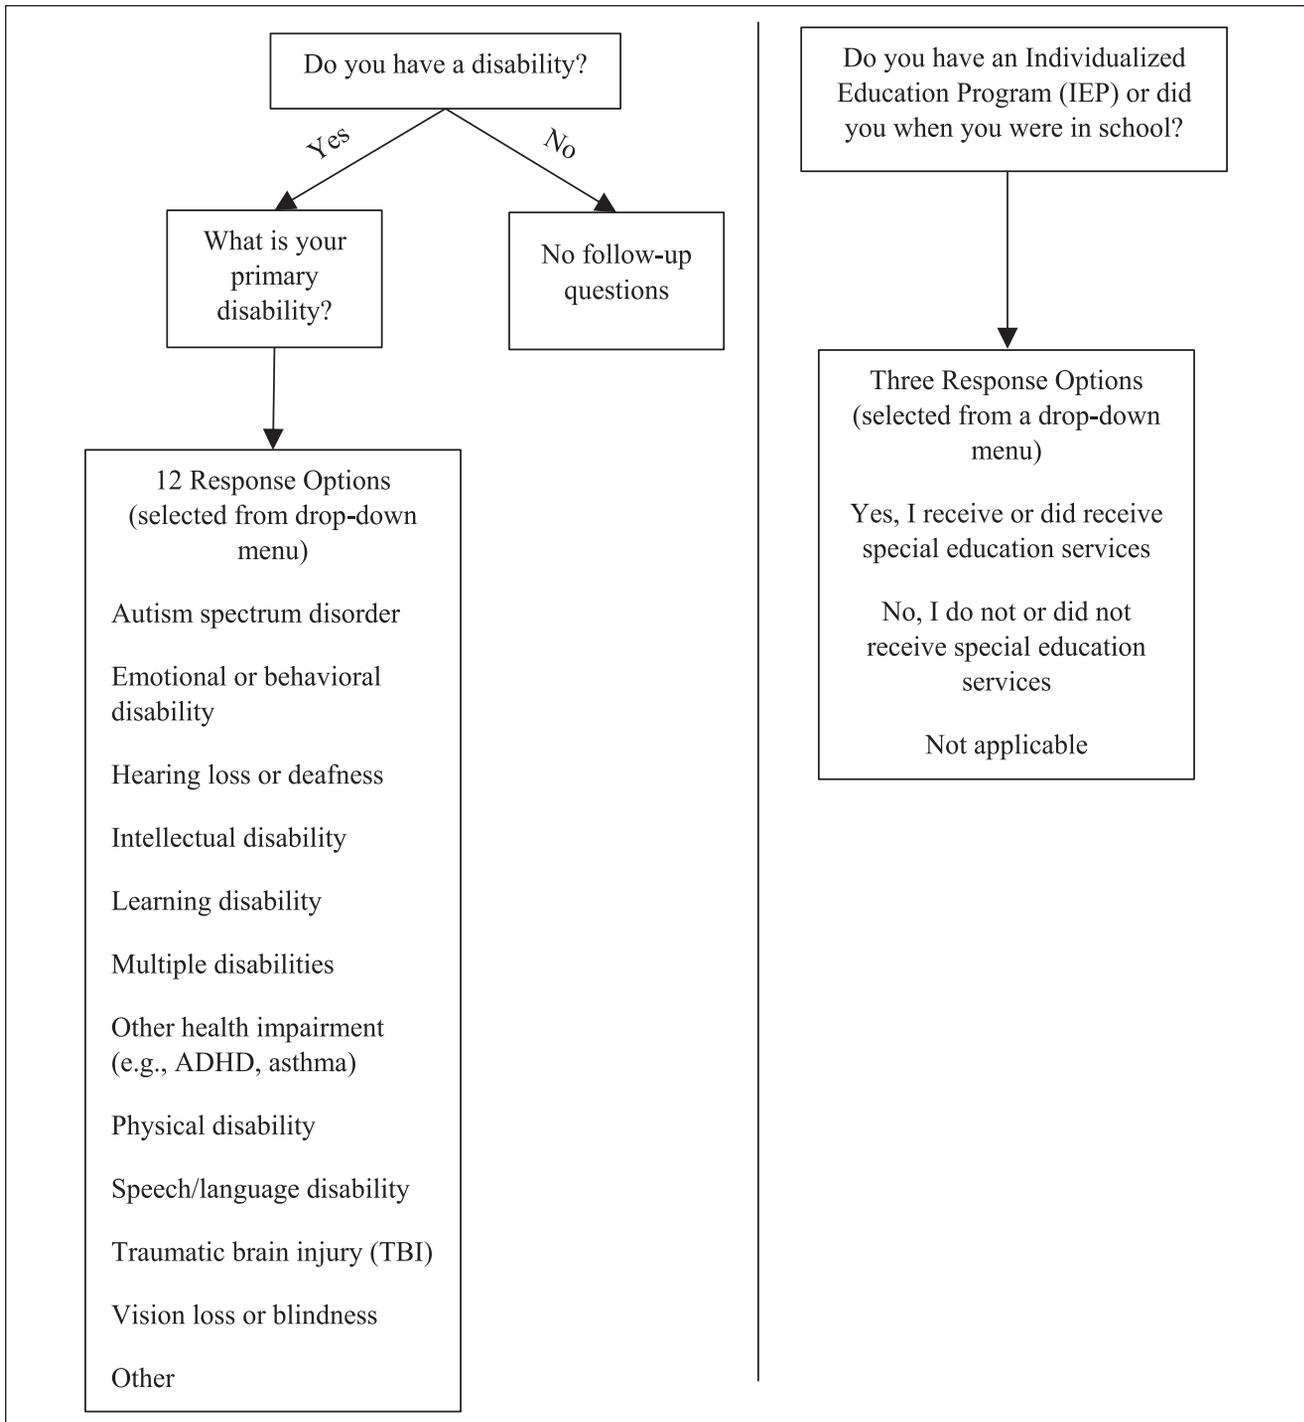 Do you have a disability?
Yes
No
What is your
primary
disability?
No follow-up
questions
12 Response Options
(selected from drop-down
menu)
Autism spectrum disorder
Emotional or behavioral
disability
Hearing loss or deafness
Intellectual disability
Learning disability
Multiple disabilities
Other health impairment
(e.g., ADHD, asthma)
Physical disability
Speech/language disability
Traumatic brain injury (TBI)
Vision loss or blindness
Other
Do you have an Individualized
Education Program (IEP) or did
you when you were in school?
Three Response Options
(selected from a drop-down
menu)
Yes, I receive or did receive
special education services
No, I do not or did not
receive special education
services
Not applicable